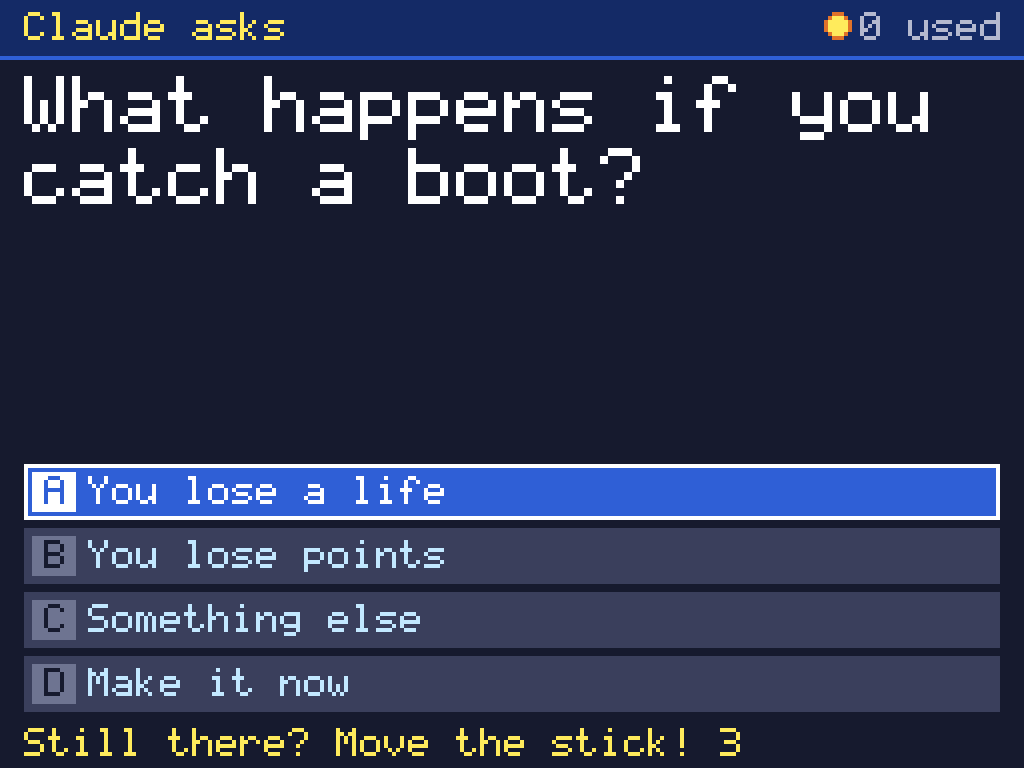 Claude asks
0 used
What happens if you
catch a boot?
A You lose a life
B You lose points
C Something else
D Make it now
Still there? Move the stick! 3